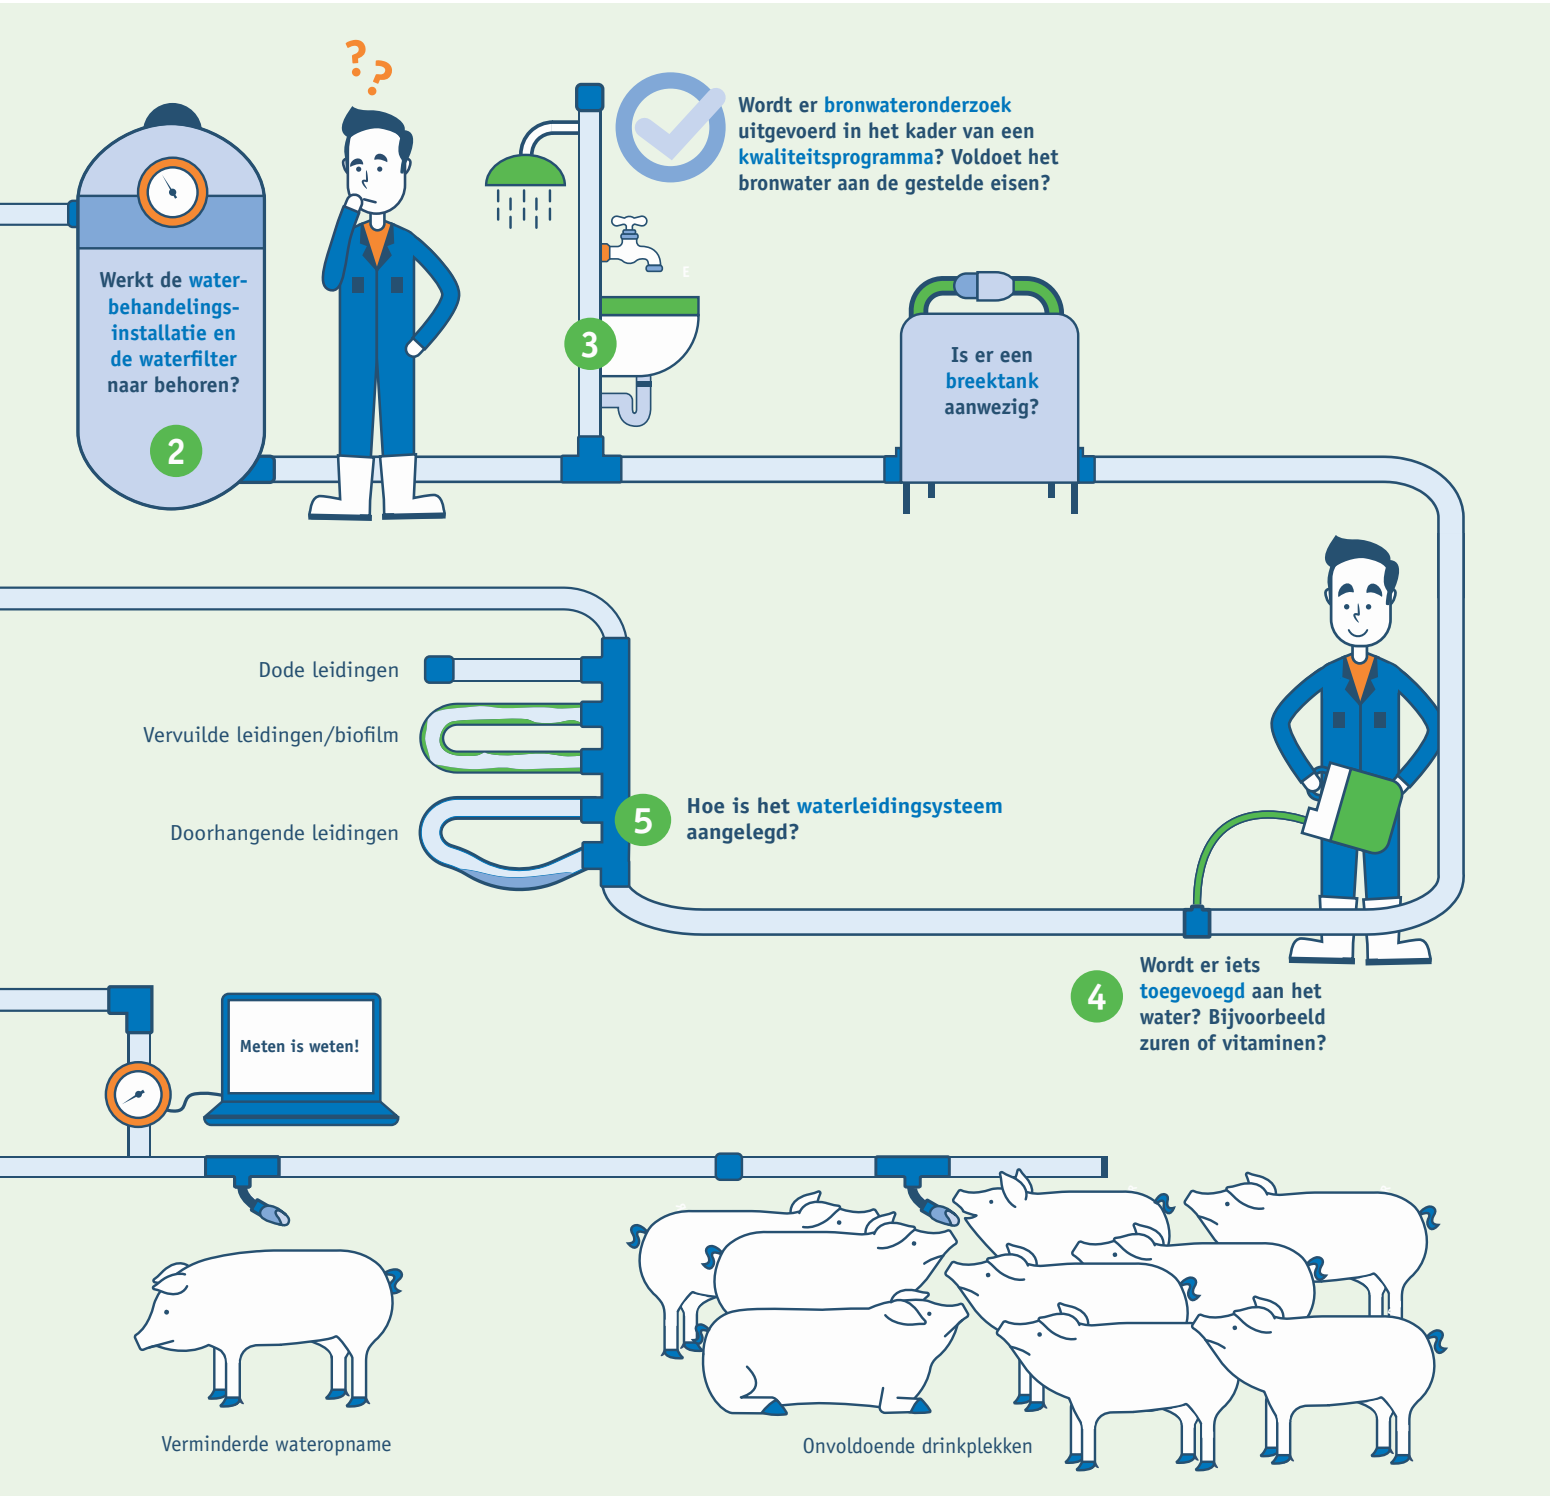 ??
Wordt er bronwateronderzoek
uitgevoerd in het kader van een
kwaliteitsprogramma? Voldoet het
bronwater aan de gestelde eisen?
E
Werkt de water-
behandelings-
installatie en
de waterfilter
naar behoren?
2
3
Is er een
breektank
aanwezig?
Dode leidingen
Vervuilde leidingen/biofilm
Doorhangende leidingen
5
Hoe is het waterleidingsysteem
aangelegd?
4
Wordt er iets
toegevoegd aan het
water? Bijvoorbeeld
zuren of vitaminen?
Meten is weten!
Verminderde wateropname
Onvoldoende drinkplekken